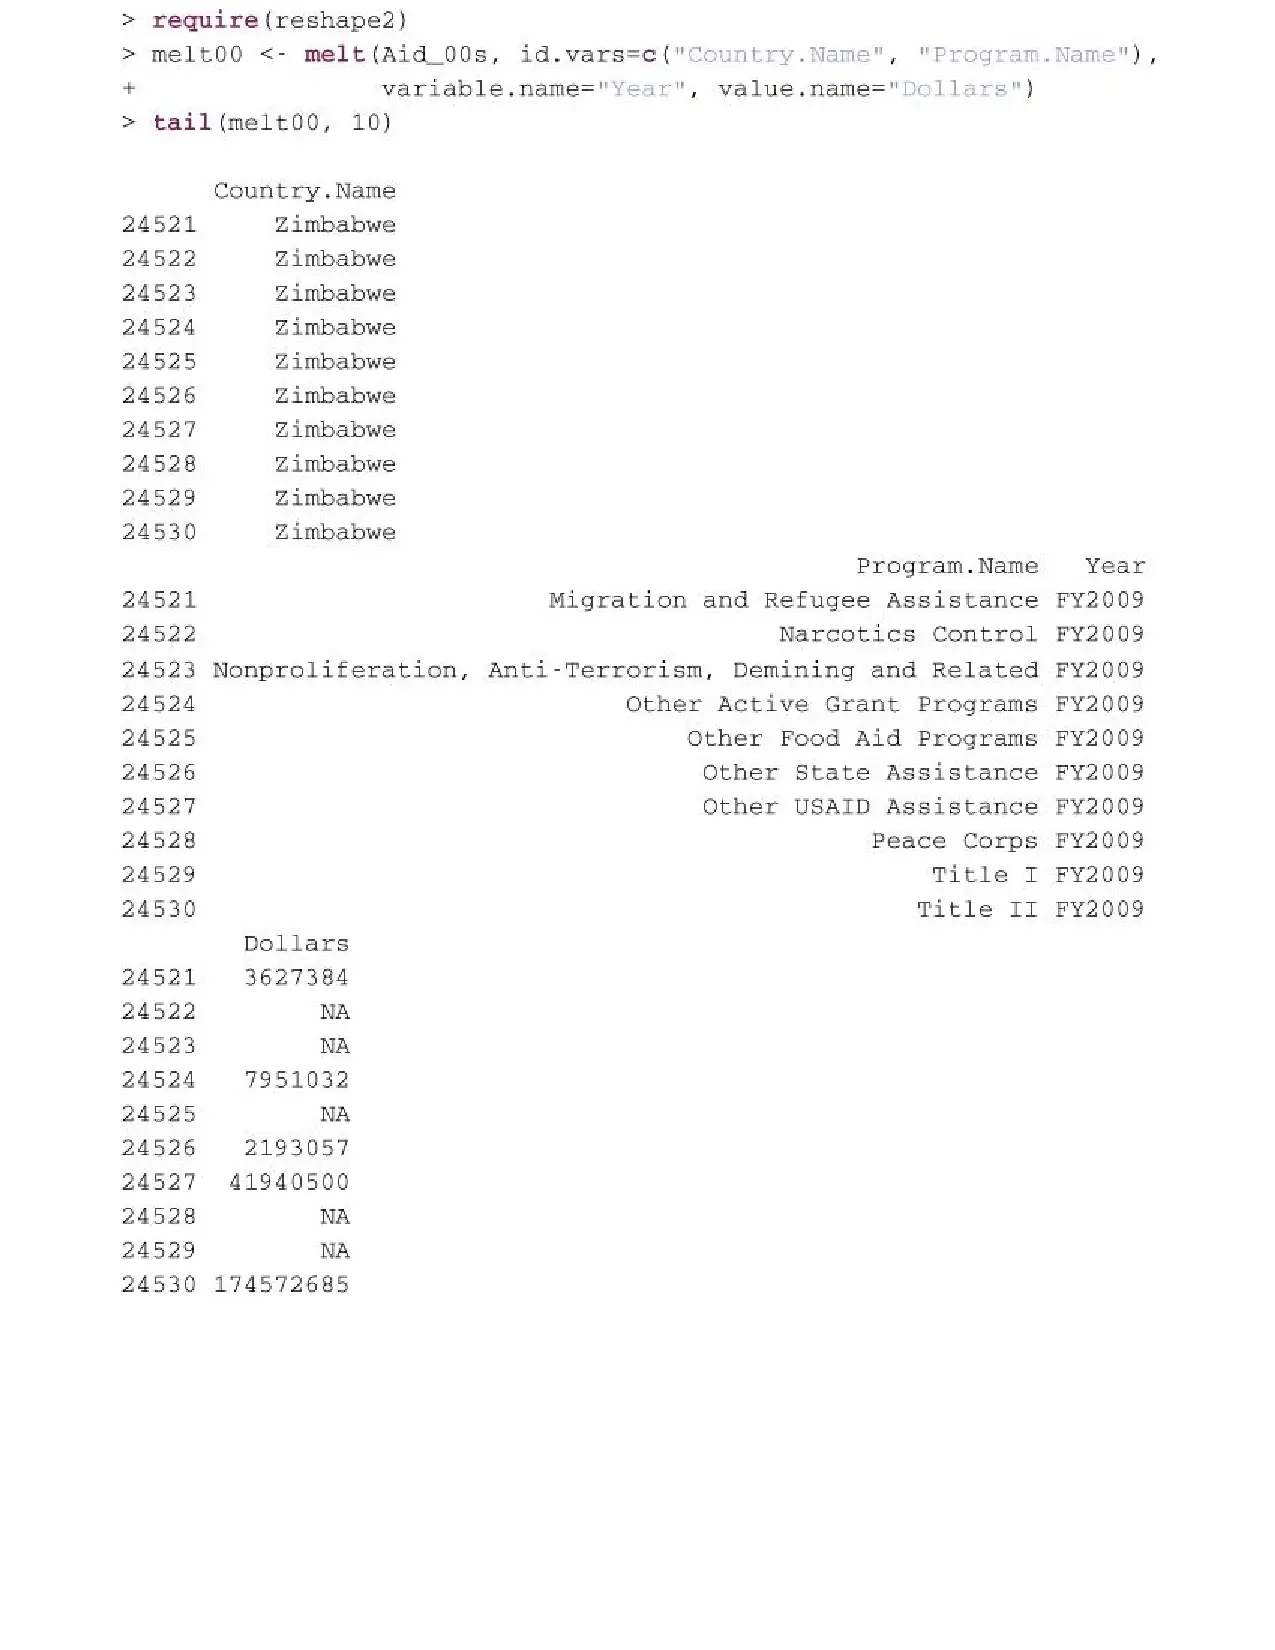 > require(reshape2)
> melt00 <- melt(Aid_00s, id.vars=c("Country.Name", "Program.Name"),
+                 variable.name="Year", value.name="Dollars")
> tail(melt00, 10)
      Country.Name
24521     Zimbabwe
24522     Zimbabwe
24523     Zimbabwe
24524     Zimbabwe
24525     Zimbabwe
24526     Zimbabwe
24527     Zimbabwe
24528     Zimbabwe
24529     Zimbabwe
24530     Zimbabwe
Program.Name   Year
24521 Migration and Refugee Assistance FY2009
24522 Narcotics Control FY2009
24523 Nonproliferation, Anti-Terrorism, Demining and Related FY2009
24524 Other Active Grant Programs FY2009
24525 Other Food Aid Programs FY2009
24526 Other State Assistance FY2009
24527 Other USAID Assistance FY2009
24528 Peace Corps FY2009
24529 Title I FY2009
24530 Title II FY2009
        Dollars
24521   3627384
24522        NA
24523        NA
24524   7951032
24525        NA
24526   2193057
24527  41940500
24528        NA
24529        NA
24530 174572685